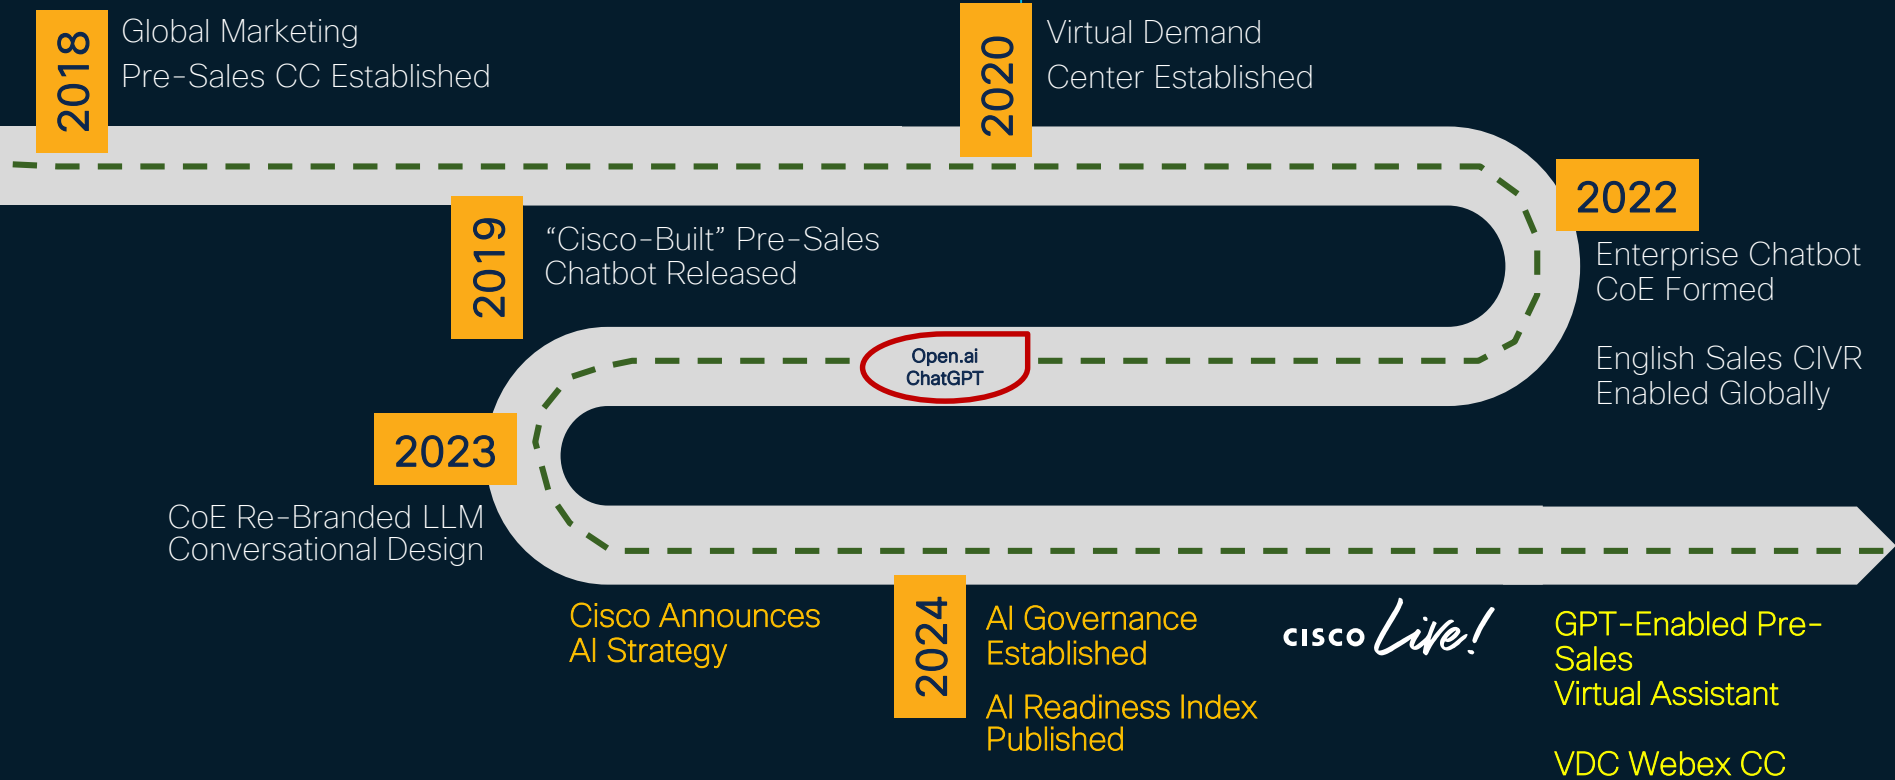 2018
Global Marketing
Pre-Sales CC Established
2020
Virtual Demand
Center Established
2019
“Cisco-Built” Pre-Sales
Chatbot Released
2022
Enterprise Chatbot
CoE Formed
English Sales CIVR
Enabled Globally
Open.ai
ChatGPT
2023
CoE Re-Branded LLM
Conversational Design
Cisco Announces
AI Strategy
2024
AI Governance
Established
AI Readiness Index
Published
CISCO Live!
GPT-Enabled Pre-
Sales
Virtual Assistant
VDC Webex CC